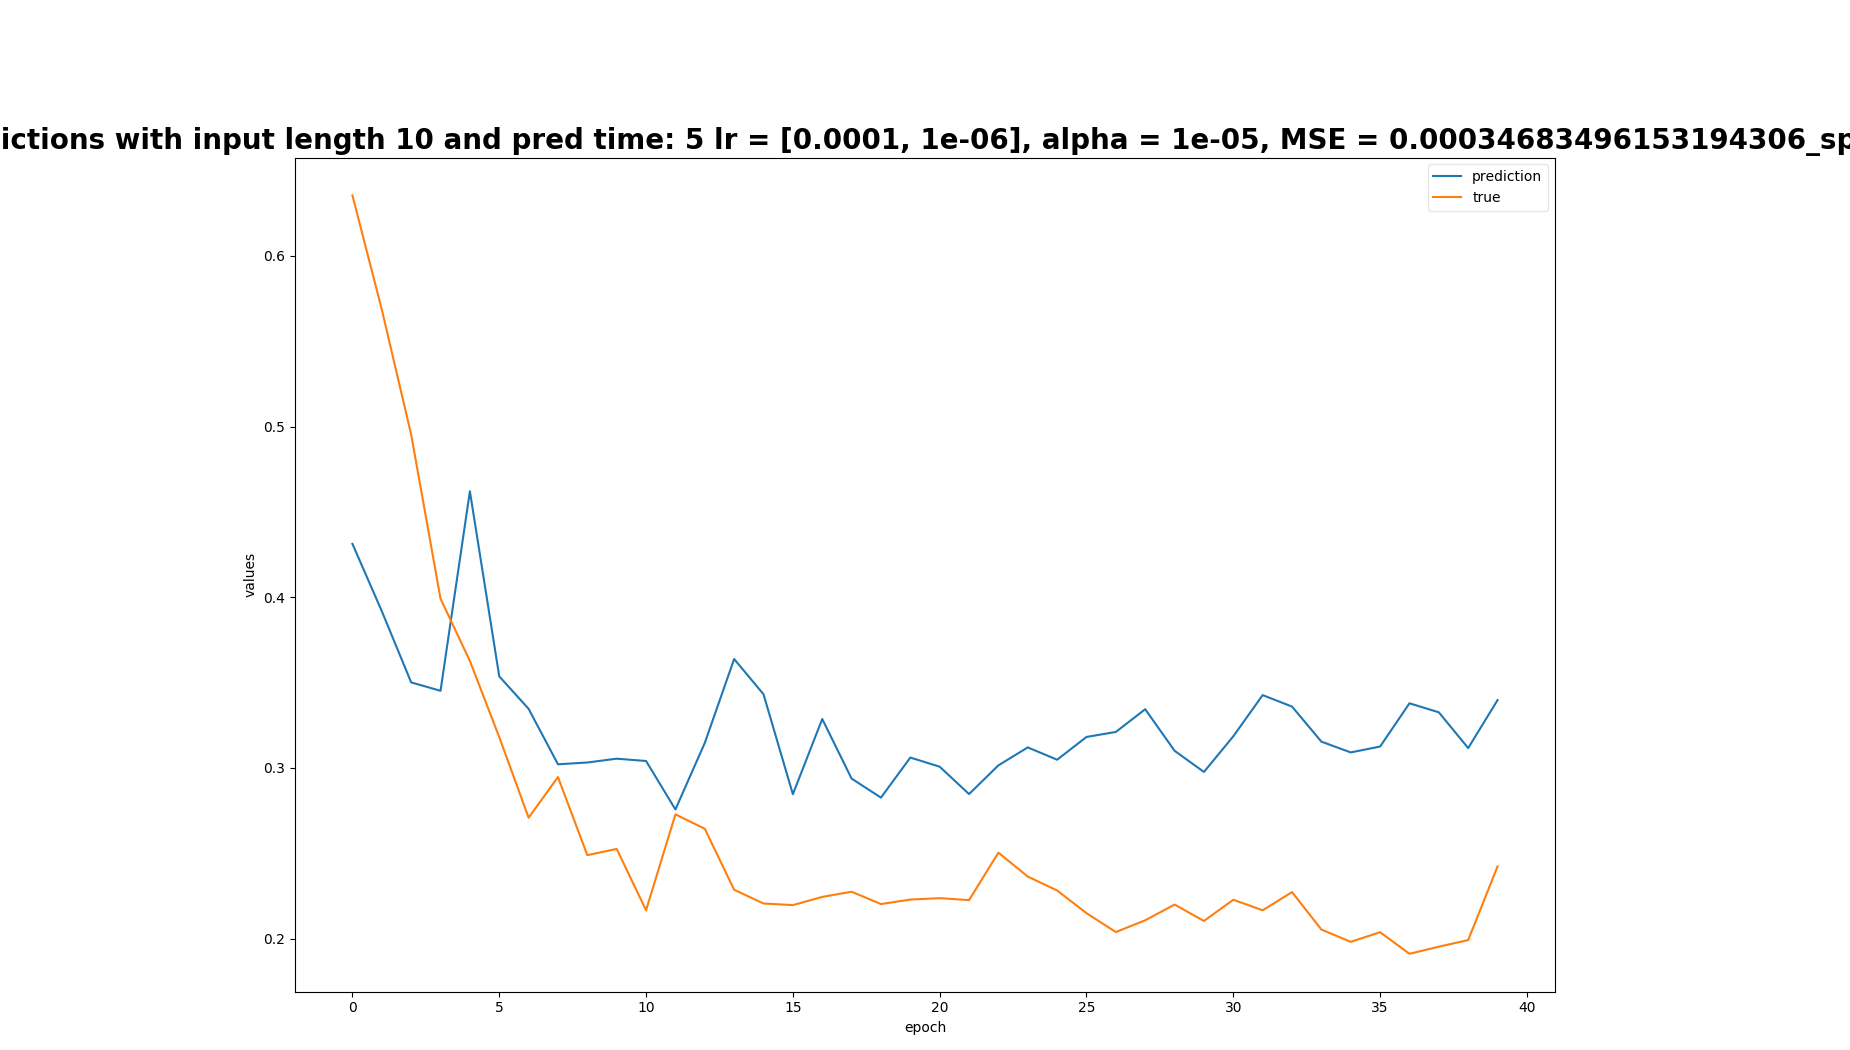 ictions with input length 10 and pred time: 5 lr = [0.0001, 1e-06], alpha = 1e-05, MSE = 0.00034683496153194306_sp
prediction
true
0.6
0.5
0.4
0.3
0.2
values
0 5 10 15 20 25 30 35 40
epoch